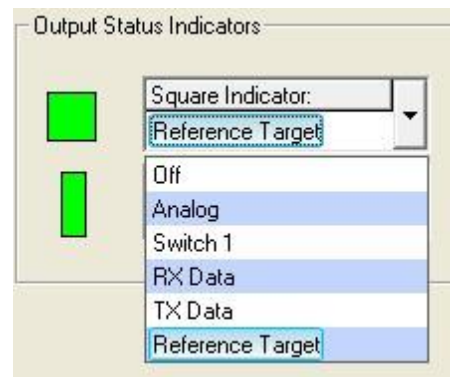 Output Status Indicators
Square Indicator:
Reference Target
Off
Analog
Switch 1
RX Data
TX Data
Reference Target